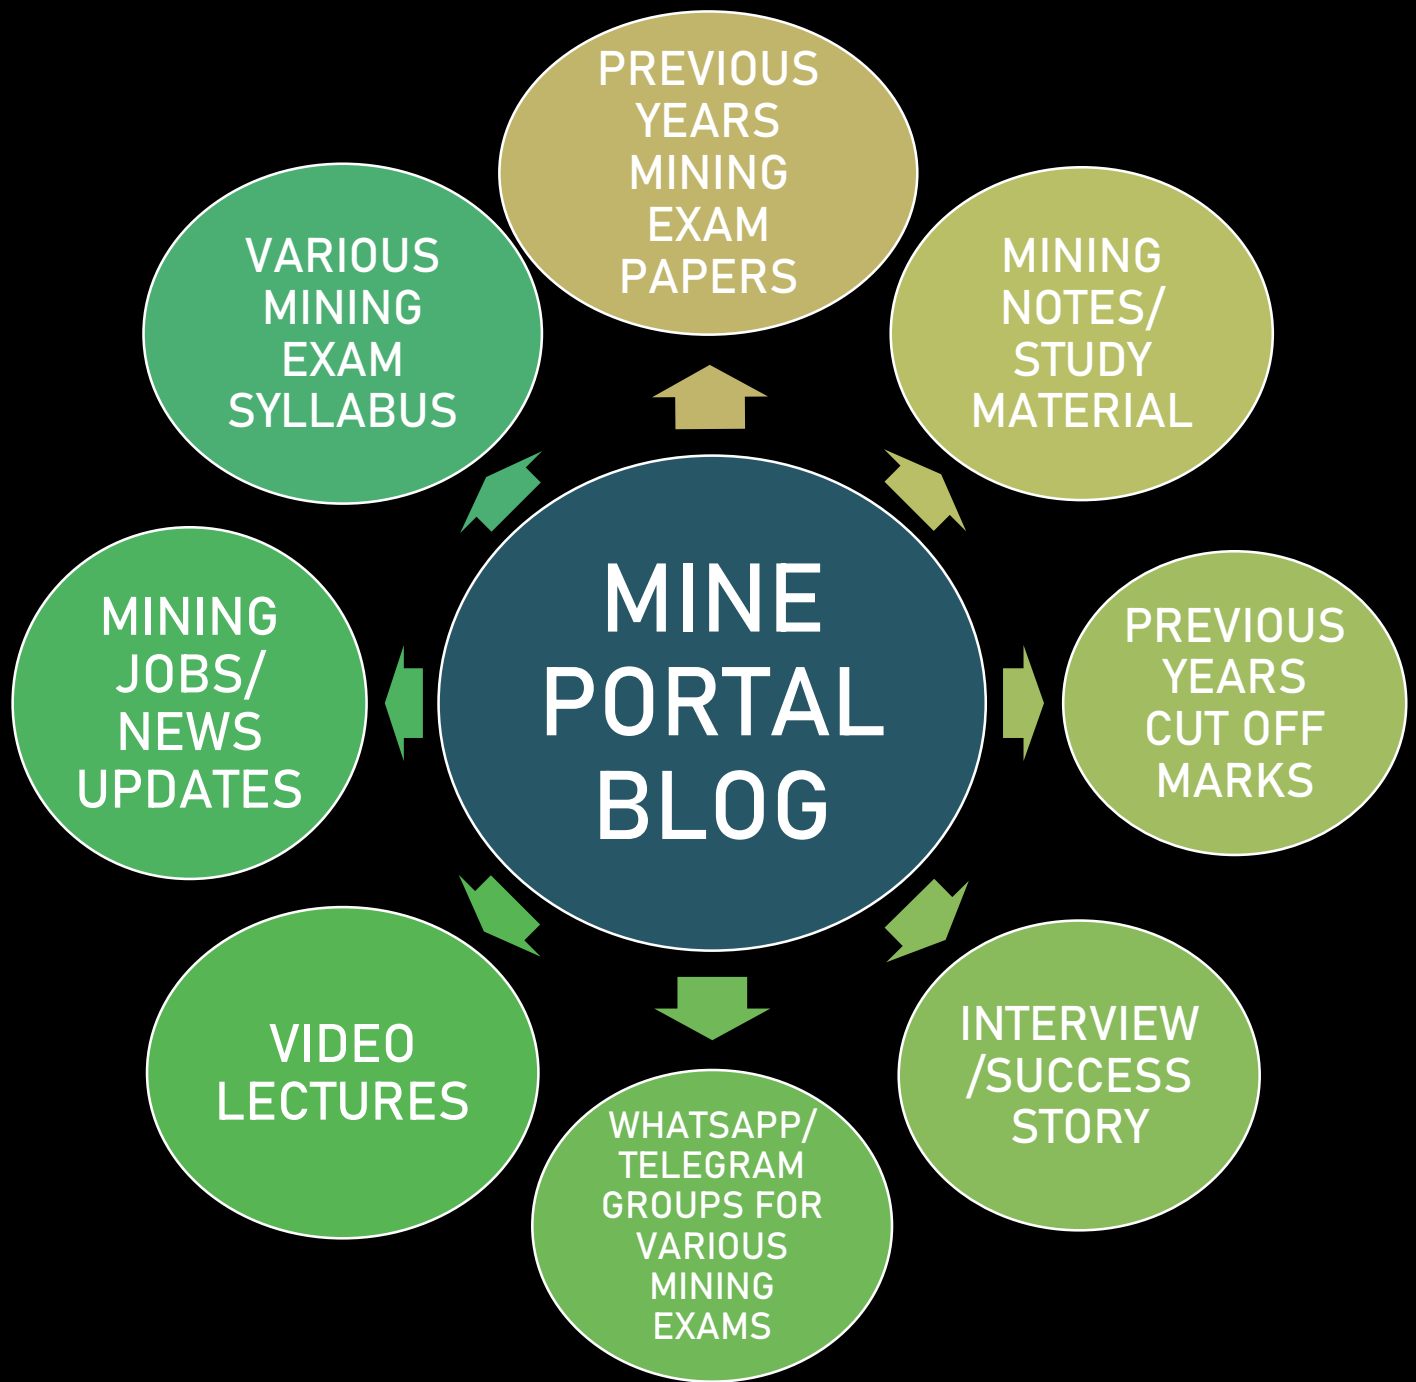 PREVIOUS
YEARS
MINING
EXAM
PAPERS
MINING
NOTES/
STUDY
MATERIAL
PREVIOUS
YEARS
CUT OFF
MARKS
INTERVIEW
/SUCCESS
STORY
WHATSAPP/
TELEGRAM
GROUPS FOR
VARIOUS
MINING
EXAMS
VIDEO
LECTURES
MINING
JOBS/
NEWS
UPDATES
VARIOUS
MINING
EXAM
SYLLABUS
MINE
PORTAL
BLOG